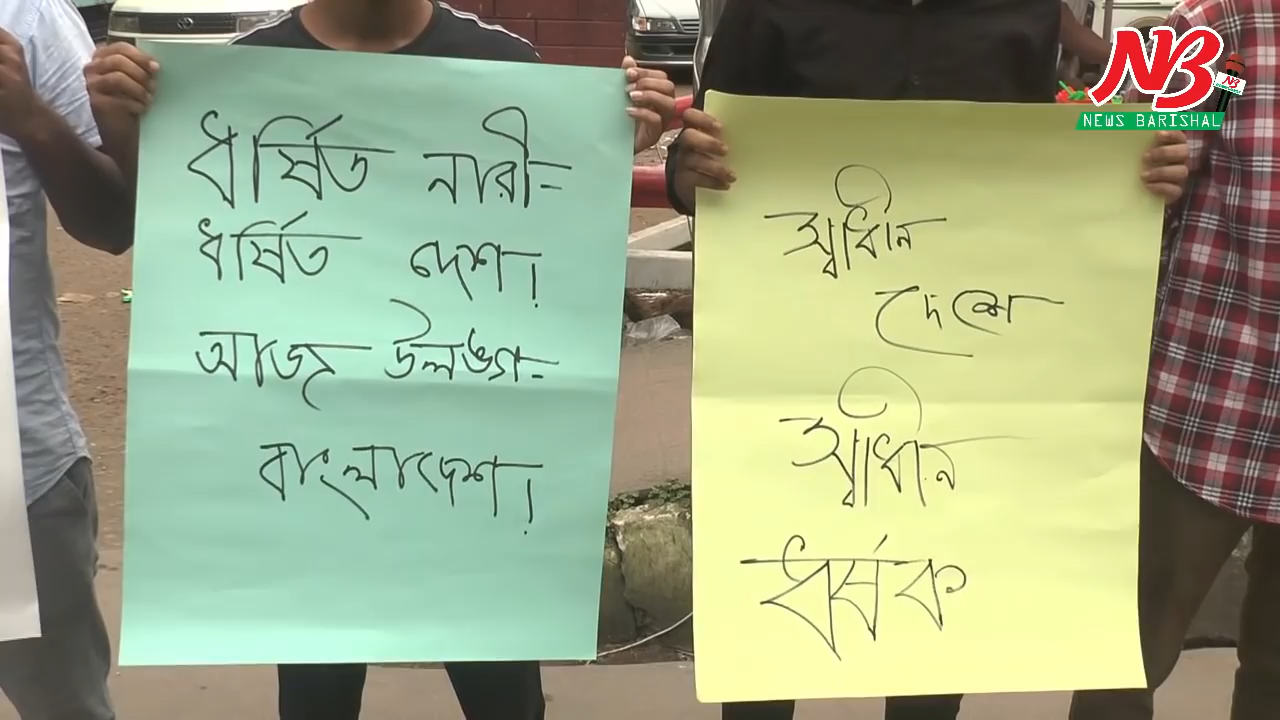 ধর্ষিত নারী-
ধর্ষিত দেশ।
আজ উলঙ্গ-
বাংলাদেশ।
স্বাধীন
দেশে
স্বাধীন
ধর্ষক
NB
NEWS BARISHAL